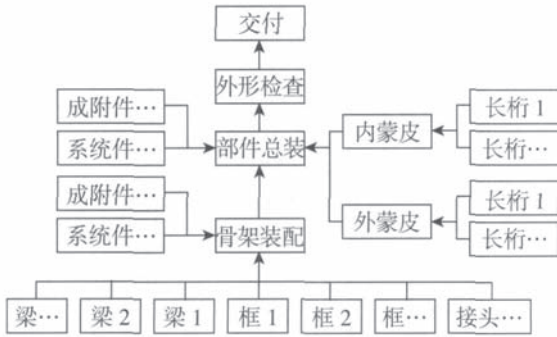 交付
外形检查
成附件…
系统件…
部件总装
内蒙皮
长桁 1
长桁…
成附件…
系统件…
骨架装配
外蒙皮
长桁 1
长桁…
梁…
梁 2
梁 1
框 1
框 2
框…
接头…